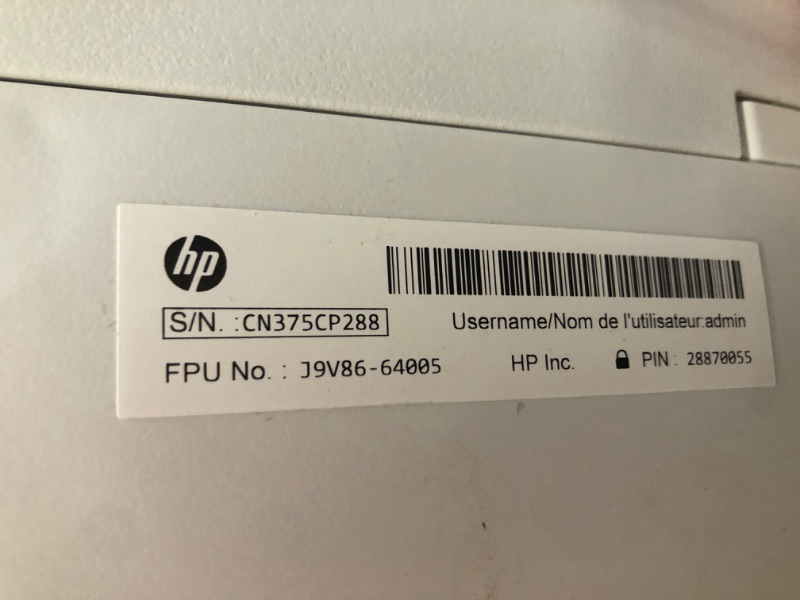 hp
S/N. :CN375CP288
Username/Nom de l'utilisateur:admin
FPU No. : J9V86-64005
HP Inc.
PIN : 28870055